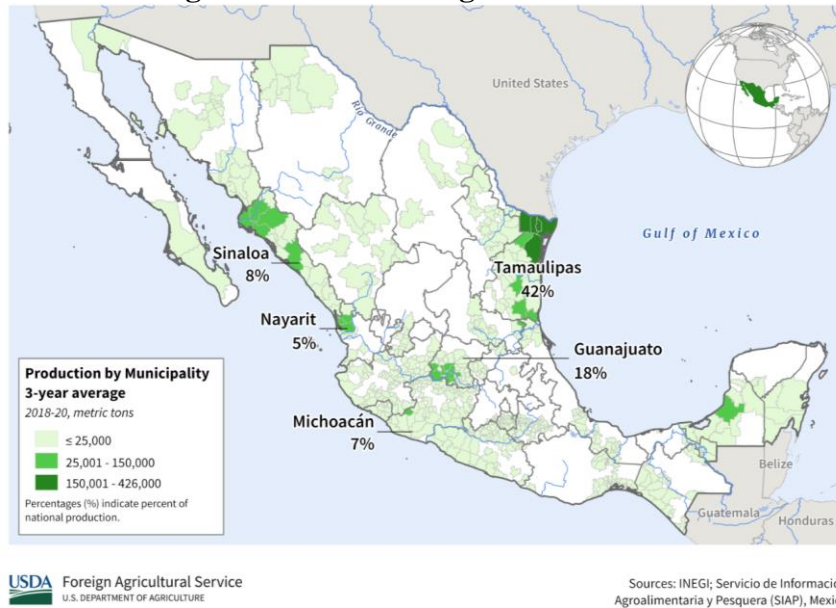 United States
Rio Grande
Gulf of Mexico
Sinaloa
8%
Tamaulipas
42%
Nayarit
5%
Guanajuato
18%
Michoacán
7%
Belize
Guatemala
Honduras
Production by Municipality
3-year average
2018-20, metric tons
≤ 25,000
25,001 - 150,000
150,001 - 426,000
Percentages (%) indicate percent of
national production.
USDA Foreign Agricultural Service
U.S. DEPARTMENT OF AGRICULTURE
Sources: INEGI; Servicio de Informació
Agroalimentaria y Pesquera (SIAP), Mexi